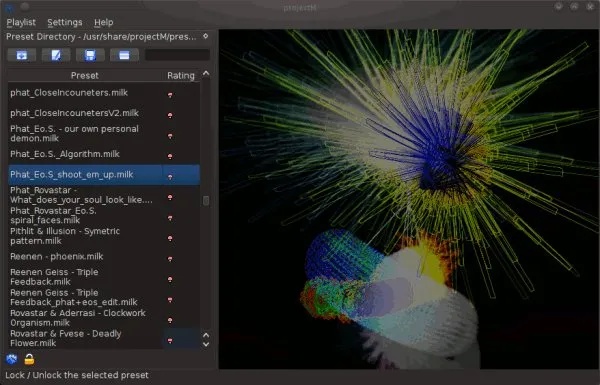 projectM
Playlist Settings Help
Preset Directory - /usr/share/projectM/pres...
Preset Rating
phat_CloseIncouneters.milk
phat_CloseIncounetersV2.milk
Phat_Eo.S. - our own personal
demon.milk
Phat_Eo.S._Algorithm.milk
Phat_Eo.S_shoot_em_up.milk
Phat_Rovastar -
What_does_your_soul_look_like....
Phat_Rovastar_Eo.S.
spiral_faces.milk
Pithlit & Illusion - Symetric
pattern.milk
Reenen - phoenix.milk
Reenen Geiss - Triple
Feedback.milk
Reenen Geiss - Triple
Feedback_phat+eos_edit.milk
Rovastar & Aderrasi - Clockwork
Organism.milk
Rovastar & Fvese - Deadly
Flower.milk
Lock / Unlock the selected preset